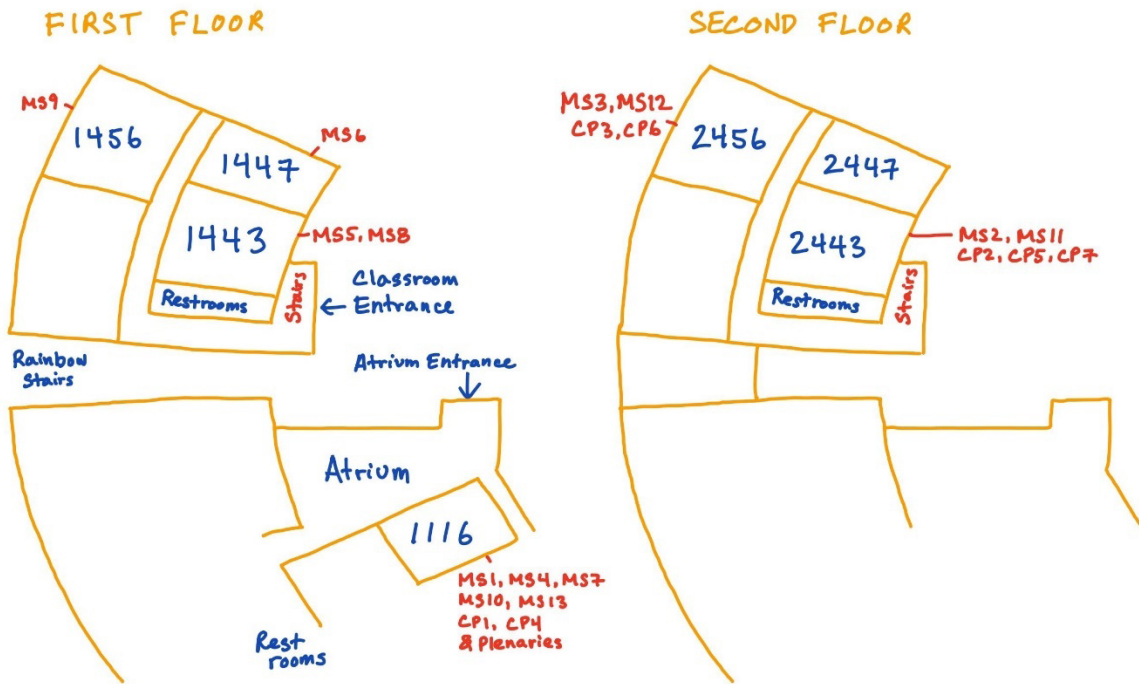 FIRST FLOOR
MS9
1456
MS6
1447
1443
MS5, MS8
Restrooms
Stairs
Classroom
Entrance
Rainbow
Stairs
Atrium Entrance
Atrium
1116
MS1, MS4, MS7
MS10, MS13
CP1, CP4
& Plenaries
Rest
rooms
SECOND FLOOR
MS3, MS12
CP3, CP6
2456
2447
2443
MS2, MS11
CP2, CP5, CP7
Restrooms
Stairs